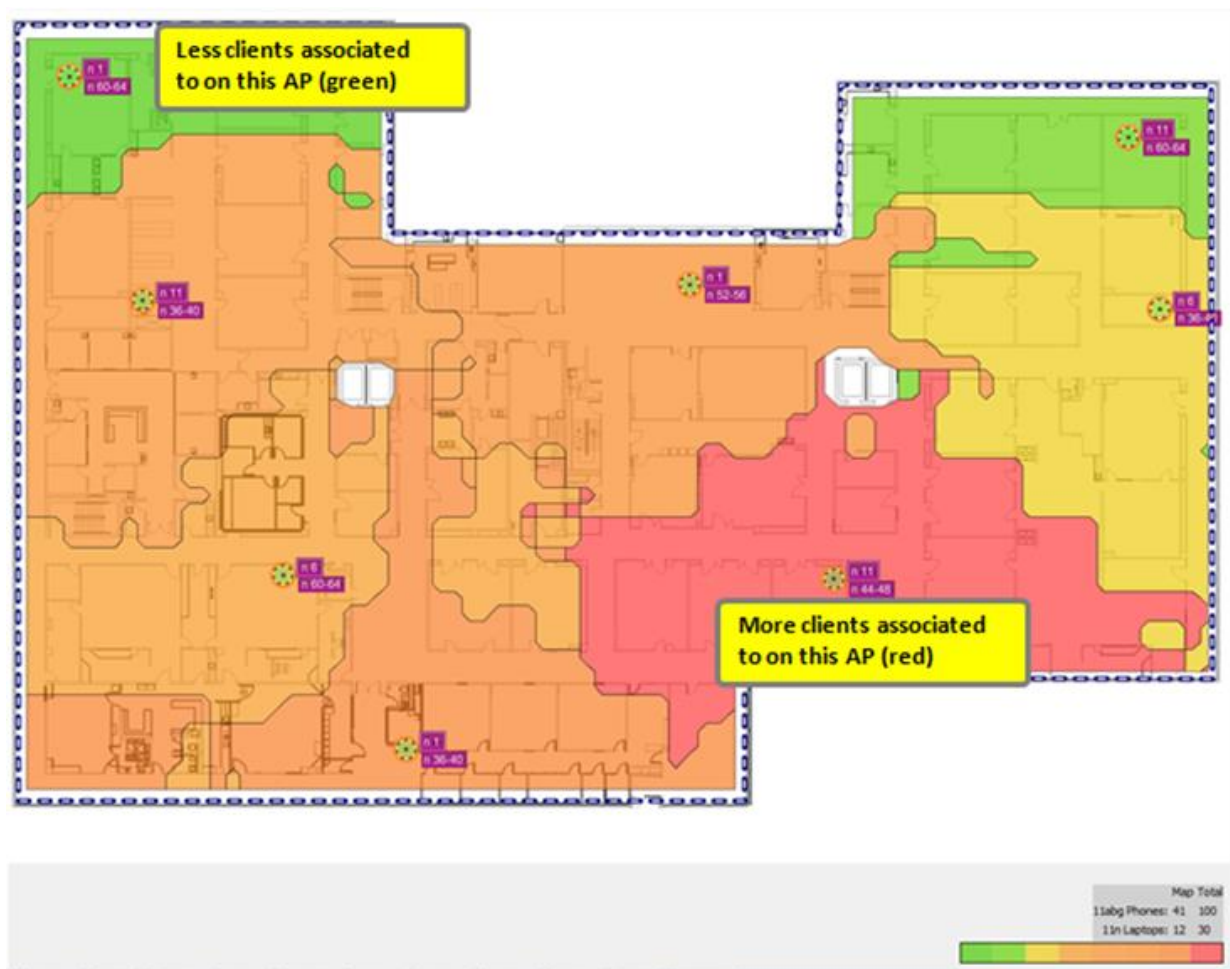 Less clients associated
to on this AP (green)
n 1
n 60-64
n 11
n 60-64
n 11
n 36-40
n 1
n 52-56
n 6
n 6
n 60-64
n 11
n 44-48
More clients associated
to on this AP (red)
n 1
n 36-40
Map Total
11abg Phones: 41 100
11n Laptops: 12 30